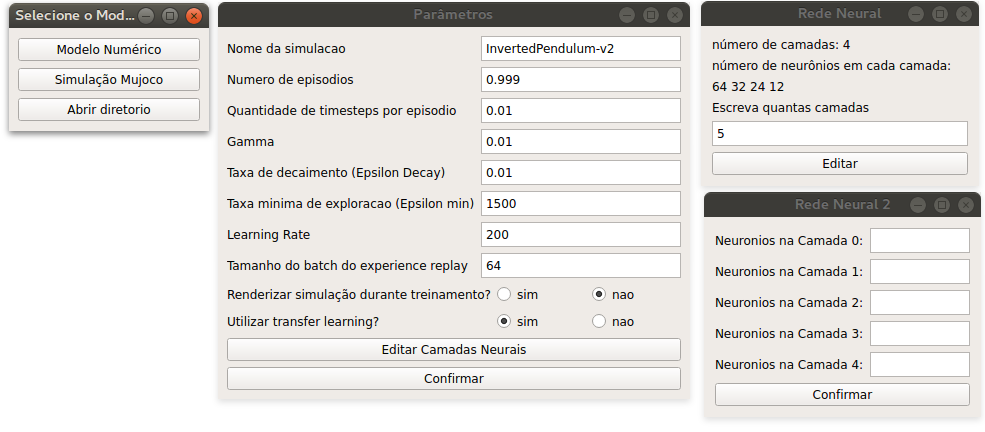 Selecione o Mod...
Modelo Numérico
Simulação Mujoco
Abrir diretorio
Parâmetros
Nome da simulacao InvertedPendulum-v2
Numero de episodios 0.999
Quantidade de timesteps por episodio 0.01
Gamma 0.01
Taxa de decaimento (Epsilon Decay) 0.01
Taxa minima de exploracao (Epsilon min) 1500
Learning Rate 200
Tamanho do batch do experience replay 64
Renderizar simulação durante treinamento? sim nao
Utilizar transfer learning? sim nao
Editar Camadas Neurais
Confirmar
Rede Neural
número de camadas: 4
número de neurônios em cada camada:
64 32 24 12
Escreva quantas camadas
5
Editar
Rede Neural 2
Neuronios na Camada 0:
Neuronios na Camada 1:
Neuronios na Camada 2:
Neuronios na Camada 3:
Neuronios na Camada 4:
Confirmar